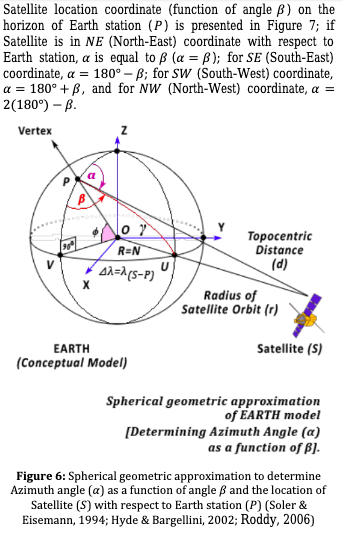 Satellite location coordinate (function of angle β) on the
horizon of Earth station (P) is presented in Figure 7; if
Satellite is in NE (North-East) coordinate with respect to
Earth station, α is equal to β (α = β); for SE (South-East)
coordinate, α = 180° – β; for SW (South-West) coordinate,
α = 180° + β, and for NW (North-West) coordinate, α =
2(180°) – β.
Vertex
Z
P
α
β
ϕ
O
γ
Y
90°
R=N
V
U
Δλ=λ(S-P)
X
Topocentric
Distance
(d)
Radius of
Satellite Orbit (r)
EARTH
(Conceptual Model)
Satellite (S)
Spherical geometric approximation
of EARTH model
[Determining Azimuth Angle (α)
as a function of β].
Figure 6: Spherical geometric approximation to determine
Azimuth angle (α) as a function of angle β and the location of
Satellite (S) with respect to Earth station (P) (Soler &
Eisemann, 1994; Hyde & Bargellini, 2002; Roddy, 2006)